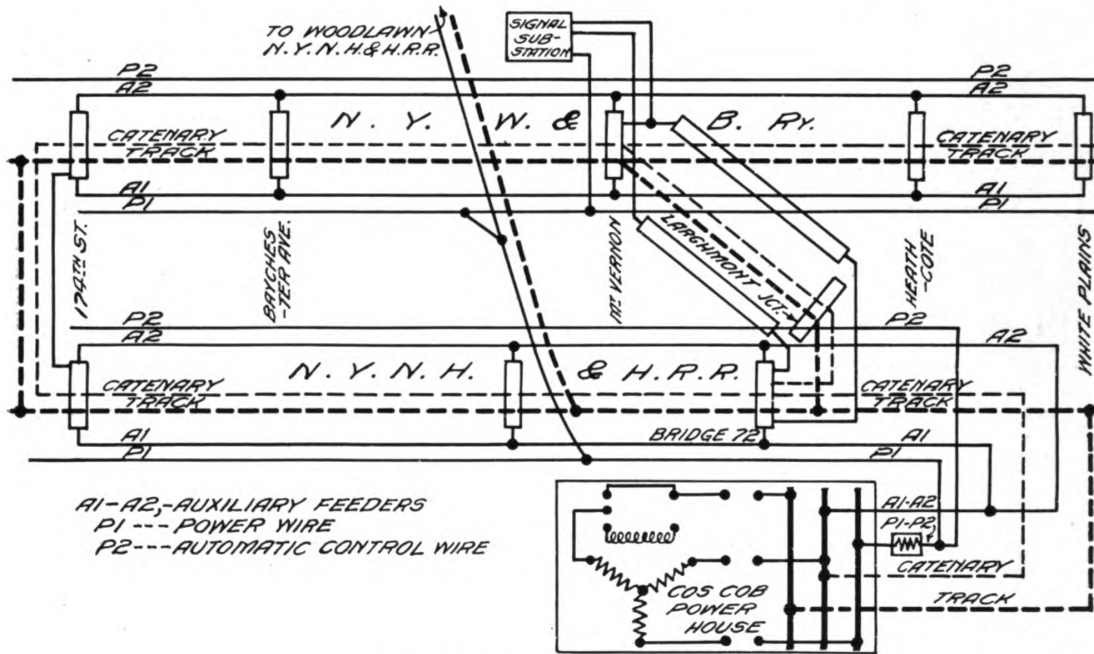 TO WOODLAWN
N.Y.N.H.& H.R.R.
SIGNAL
SUB-
STATION
P2
A2
P2
A2
N. Y. W. & B. RY.
CATENARY
TRACK
CATENARY
TRACK
A1
P1
A1
P1
174TH ST.
BAYCHES
-TER AVE.
MT. VERNON
LARCHMONT JCT.
HEATH
-COTE
WHITE PLAINS
P2
A2
P2
A2
N. Y. N. H. & H. R. R.
CATENARY
TRACK
CATENARY
TRACK
A1
P1
BRIDGE 72
A1
P1
A1-A2,-AUXILIARY FEEDERS
P1 --- POWER WIRE
P2 --- AUTOMATIC CONTROL WIRE
A1-A2
P1-P2,
CATENARY
TRACK
COS COB
POWER
HOUSE